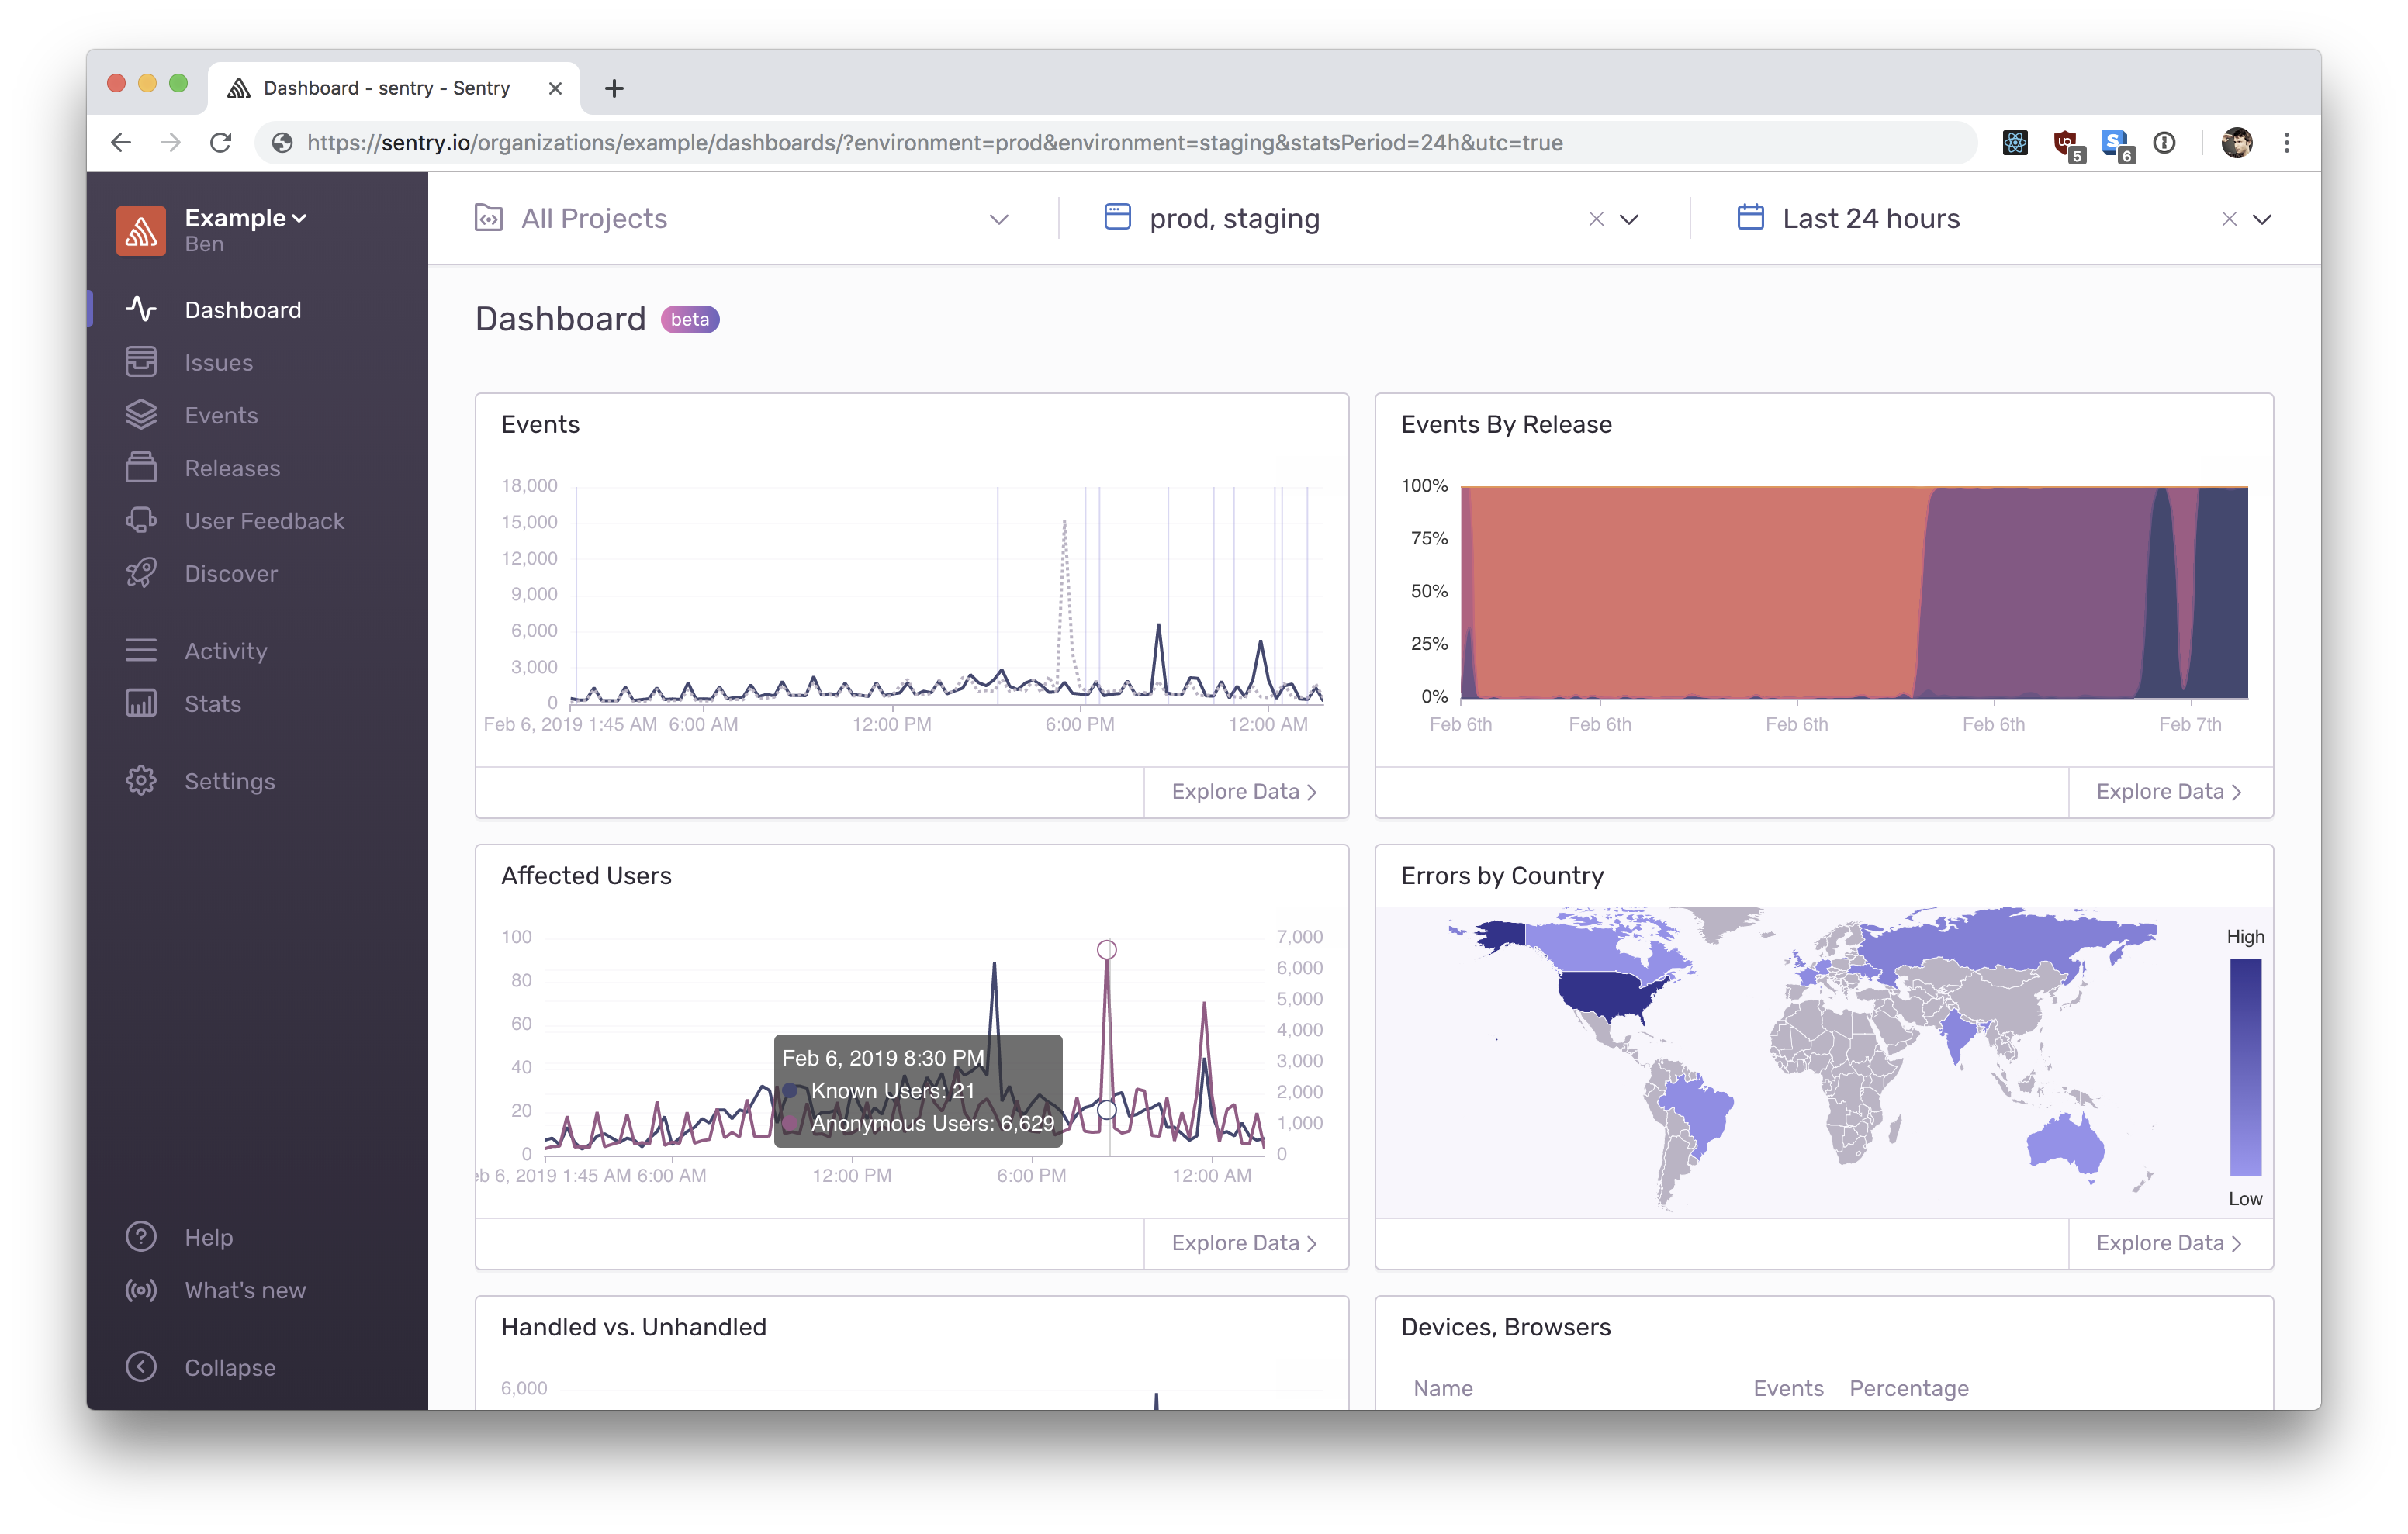 Dashboard - sentry - Sentry
https://sentry.io/organizations/example/dashboards/?environment=prod&environment=staging&statsPeriod=24h&utc=true
5
6
Example
Ben
Dashboard
Issues
Events
Releases
User Feedback
Discover
Activity
Stats
Settings
Help
What's new
Collapse
All Projects
prod, staging
Last 24 hours
Dashboard beta
Events
18,000
15,000
12,000
9,000
6,000
3,000
0
Feb 6, 2019 1:45 AM 6:00 AM 12:00 PM 6:00 PM 12:00 AM
Explore Data
Events By Release
100%
75%
50%
25%
0%
Feb 6th Feb 6th Feb 6th Feb 6th Feb 7th
Explore Data
Affected Users
100 7,000
80 6,000
60 5,000
40 4,000
20 3,000
0 2,000
1,000
0
Feb 6, 2019 8:30 PM
Known Users: 21
Anonymous Users: 6,629
eb 6, 2019 1:45 AM 6:00 AM 12:00 PM 6:00 PM 12:00 AM
Explore Data
Errors by Country
High
Low
Explore Data
Handled vs. Unhandled
6,000
Devices, Browsers
Name Events Percentage